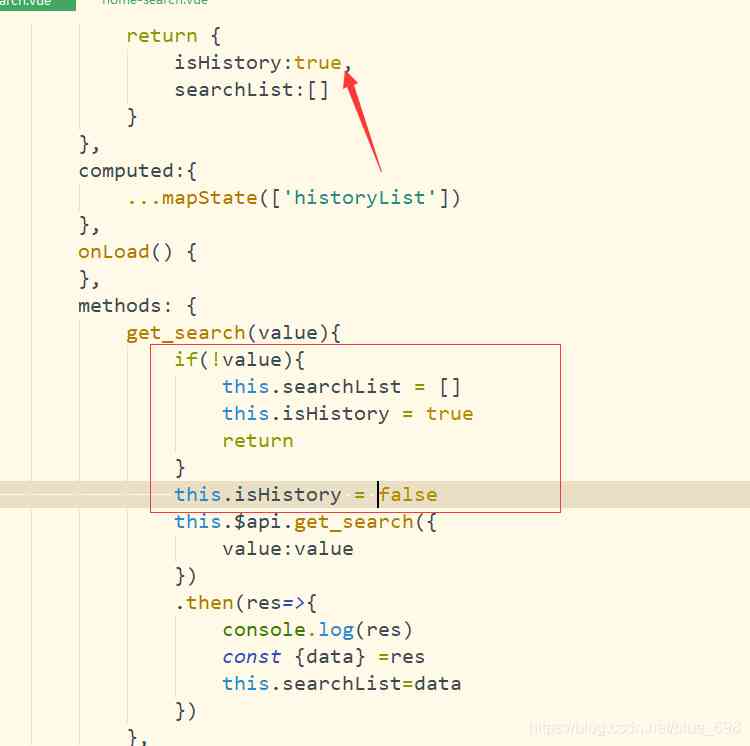 arch.vue home-search.vue
return {
isHistory:true,
searchList:[]
}
},
computed:{
...mapState(['historyList'])
},
onLoad() {
},
methods: {
get_search(value){
if(!value){
this.searchList = []
this.isHistory = true
return
}
this.isHistory = false
this.$api.get_search({
value:value
})
.then(res=>{
console.log(res)
const {data} =res
this.searchList=data
})
},
https://blog.csdn.net/blue_698